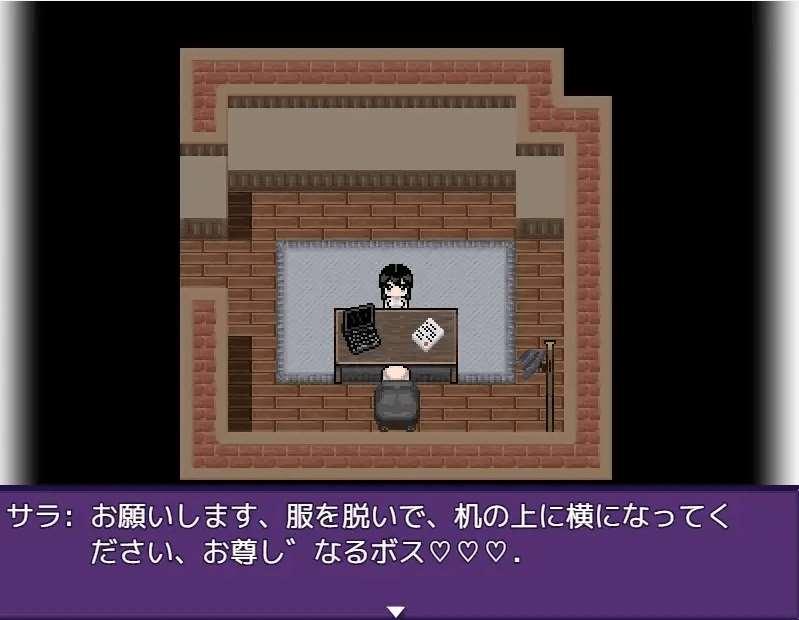 サラ: お願いします、服を脱いで、机の上に横になってく
ださい、お尊し゛なるボス♡♡♡.